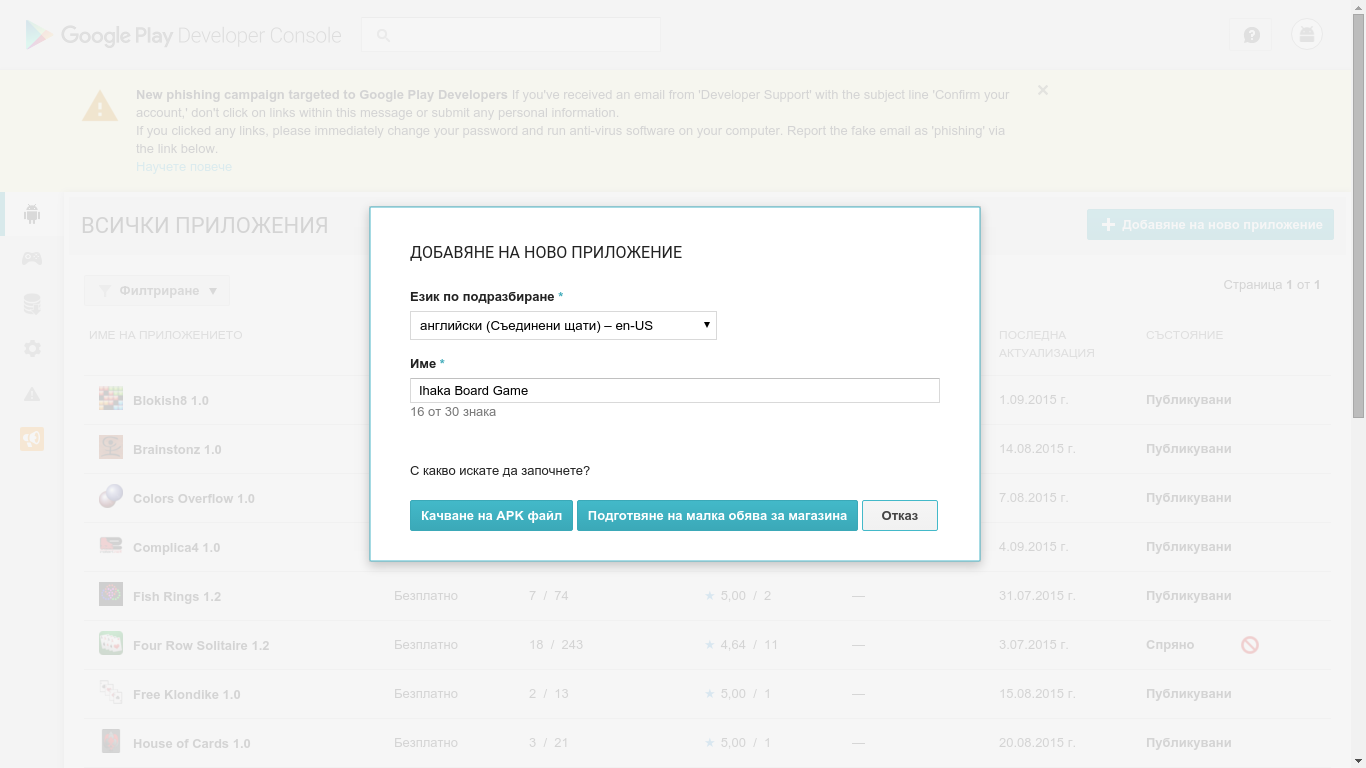 Google Play Developer Console
New phishing campaign targeted to Google Play Developers If you've received an email from 'Developer Support' with the subject line 'Confirm your
account,' don't click on links within this message or submit any personal information.
If you clicked any links, please immediately change your password and run anti-virus software on your computer. Report the fake email as 'phishing' via
the link below.
Научете повече
ВСИЧКИ ПРИЛОЖЕНИЯ
Добавяне на ново приложение
Филтриране
Страница 1 от 1
ИМЕ НА ПРИЛОЖЕНИЕТО
ПОСЛЕДНА
АКТУАЛИЗАЦИЯ
СЪСТОЯНИЕ
ДОБАВЯНЕ НА НОВО ПРИЛОЖЕНИЕ
Език по подразбиране *
английски (Съединени щати) – en-US
Име *
Ihaka Board Game
16 от 30 знака
С какво искате да започнете?
Качване на APK файл Подготвяне на малка обява за магазина Отказ
Blokish8 1.0 1.09.2015 г. Публикувани
Brainstonz 1.0 14.08.2015 г. Публикувани
Colors Overflow 1.0 7.08.2015 г. Публикувани
Complica4 1.0 4.09.2015 г. Публикувани
Fish Rings 1.2 Безплатно 7 / 74 ★ 5,00 / 2 — 31.07.2015 г. Публикувани
Four Row Solitaire 1.2 Безплатно 18 / 243 ★ 4,64 / 11 — 3.07.2015 г. Спряно
Free Klondike 1.0 Безплатно 2 / 13 ★ 5,00 / 1 — 15.08.2015 г. Публикувани
House of Cards 1.0 Безплатно 3 / 21 ★ 5,00 / 1 — 20.08.2015 г. Публикувани